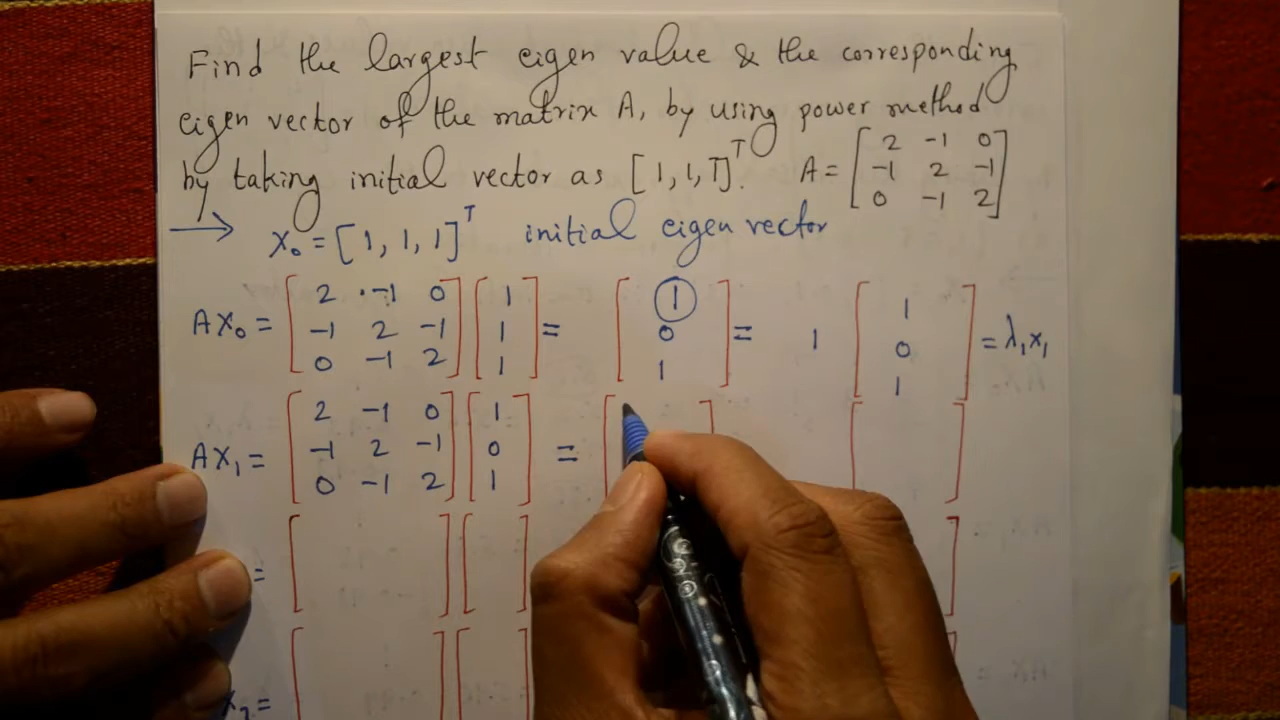 Find the largest eigen value & the corresponding
eigen vector of the matrix A, by using power method
by taking initial vector as [1, 1, 1]ᵀ. A = [2 -1 0
-1 2 -1
0 -1 2]
→ X₀ = [1, 1, 1]ᵀ initial eigen vector
AX₀ = [2 -1 0] [1] = [1] = 1 [1] = λ₁x₁
[-1 2 -1] [1] [0] [0]
[0 -1 2] [1] [1] [1]
AX₁ = [2 -1 0] [1] = [ ] [ ]
[-1 2 -1] [0]
[0 -1 2] [1]
= [ ] [ ]
X₂ = [ ] [ ]